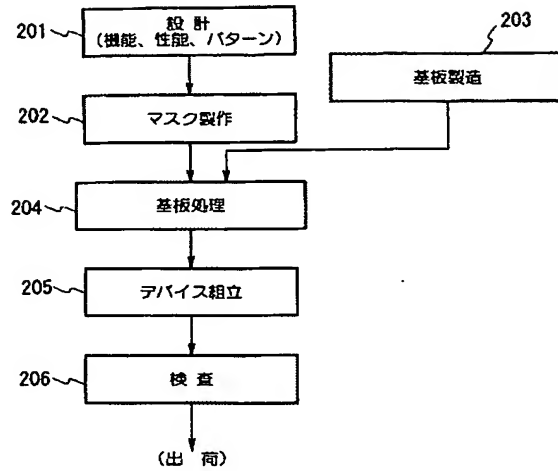 201
設 計
(機能、性能、パターン)
203
基板製造
202
マスク製作
204
基板処理
205
デバイス組立
206
検 査
(出 荷)